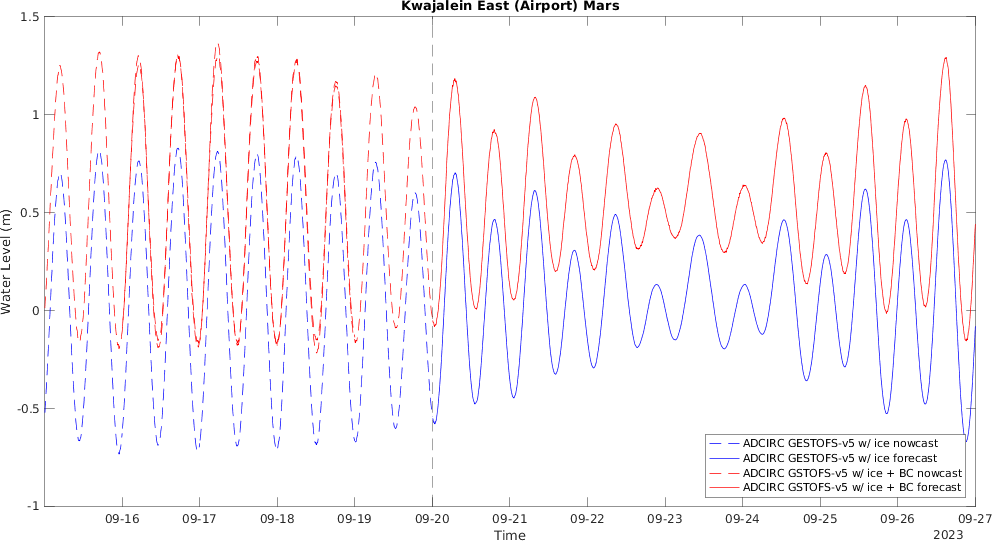 Kwajalein East (Airport) Mars
1.5
1
0.5
0
-0.5
-1
Water Level (m)
09-16 09-17 09-18 09-19 09-20 09-21 09-22 09-23 09-24 09-25 09-26 09-27
Time
2023
ADCIRC GESTOFS-v5 w/ ice nowcast
ADCIRC GESTOFS-v5 w/ ice forecast
ADCIRC GSTOFS-v5 w/ ice + BC nowcast
ADCIRC GSTOFS-v5 w/ ice + BC forecast